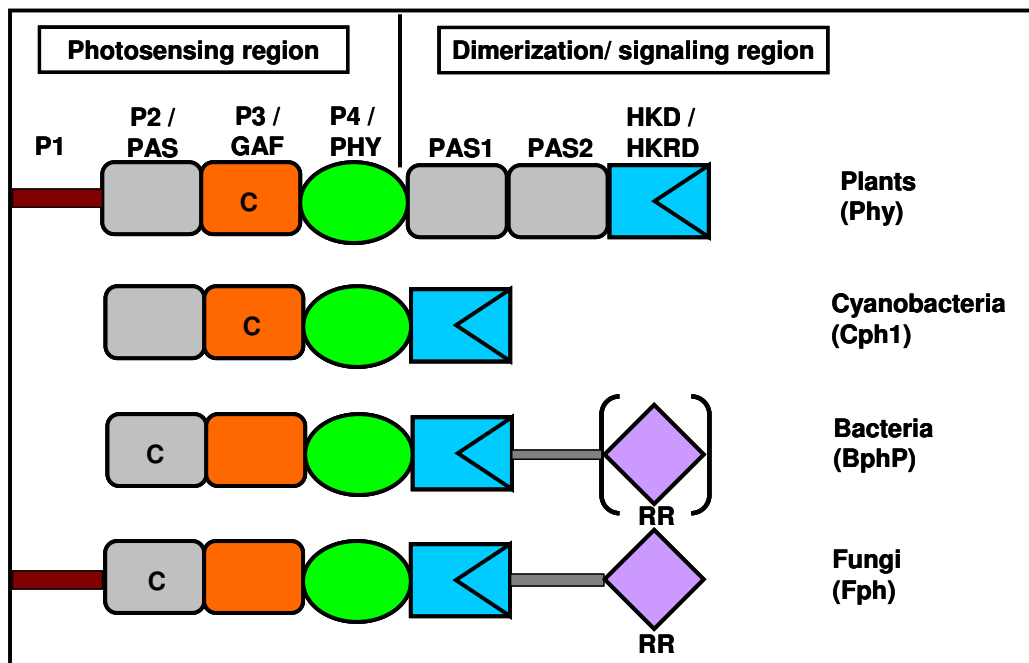 Photosensing region
Dimerization/ signaling region
P1
P2 /
PAS
P3 /
GAF
P4 /
PHY
PAS1
PAS2
HKD /
HKRD
C
Plants
(Phy)
C
Cyanobacteria
(Cph1)
C
RR
Bacteria
(BphP)
C
RR
Fungi
(Fph)